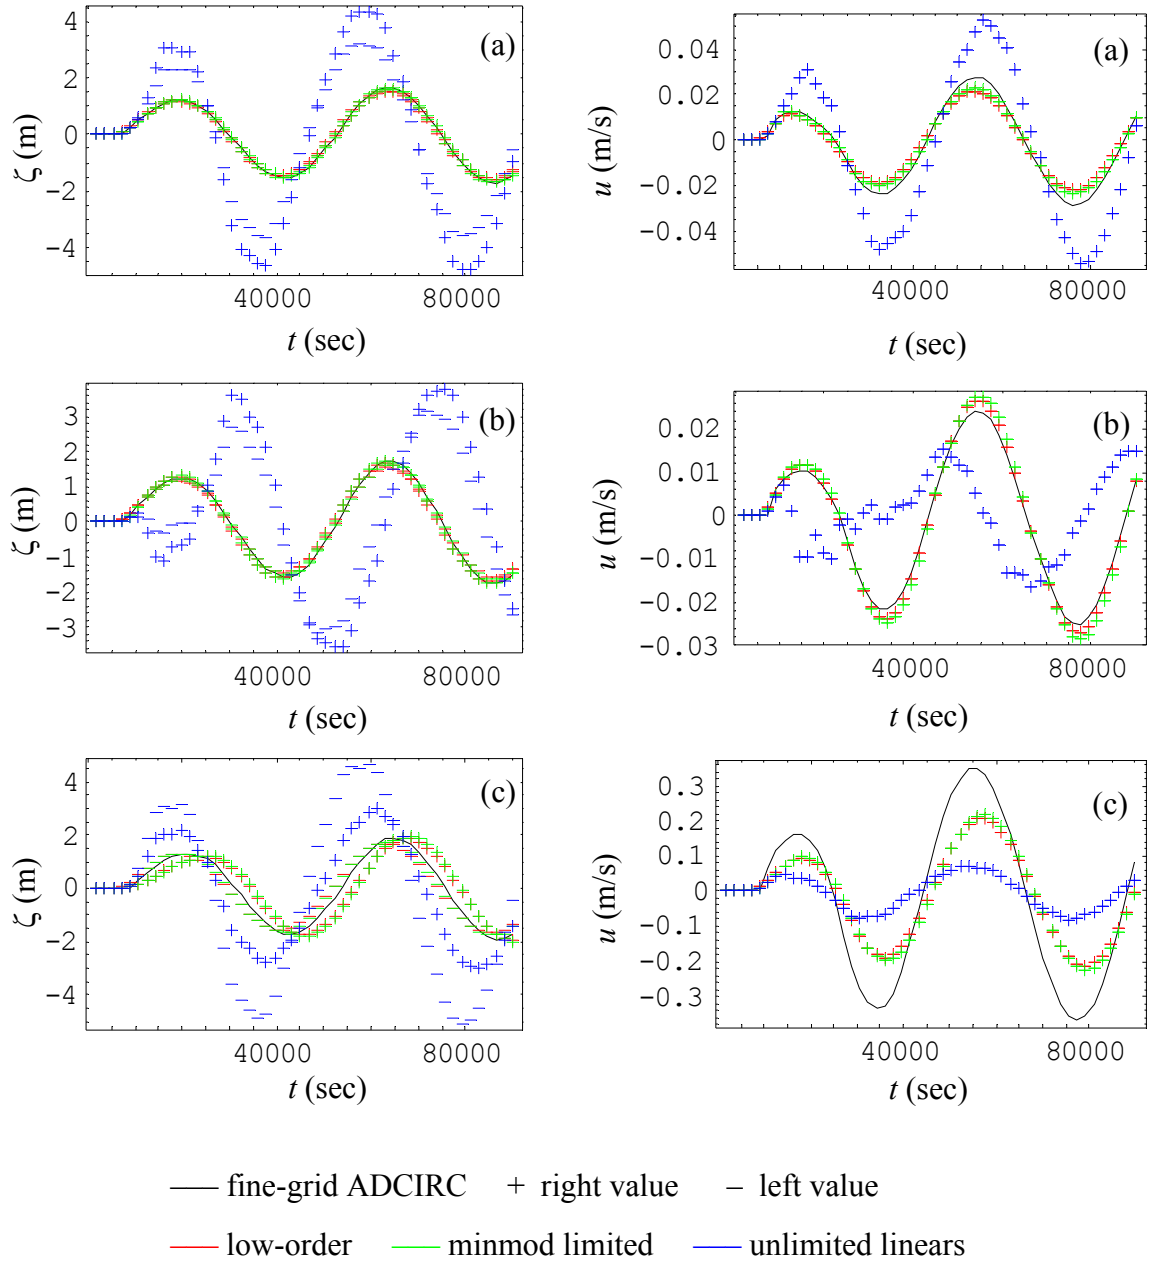 4
2
0
−2
−4
ζ (m)
(a)
40000 80000
t (sec)
0.04
0.02
0
−0.02
−0.04
u (m/s)
(a)
40000 80000
t (sec)
3
2
1
0
−1
−2
−3
ζ (m)
(b)
40000 80000
t (sec)
0.02
0.01
0
−0.01
−0.02
−0.03
u (m/s)
(b)
40000 80000
t (sec)
4
2
0
−2
−4
ζ (m)
(c)
40000 80000
t (sec)
0.3
0.2
0.1
0
−0.1
−0.2
−0.3
u (m/s)
(c)
40000 80000
t (sec)
fine-grid ADCIRC + right value − left value
low-order minmod limited unlimited linears